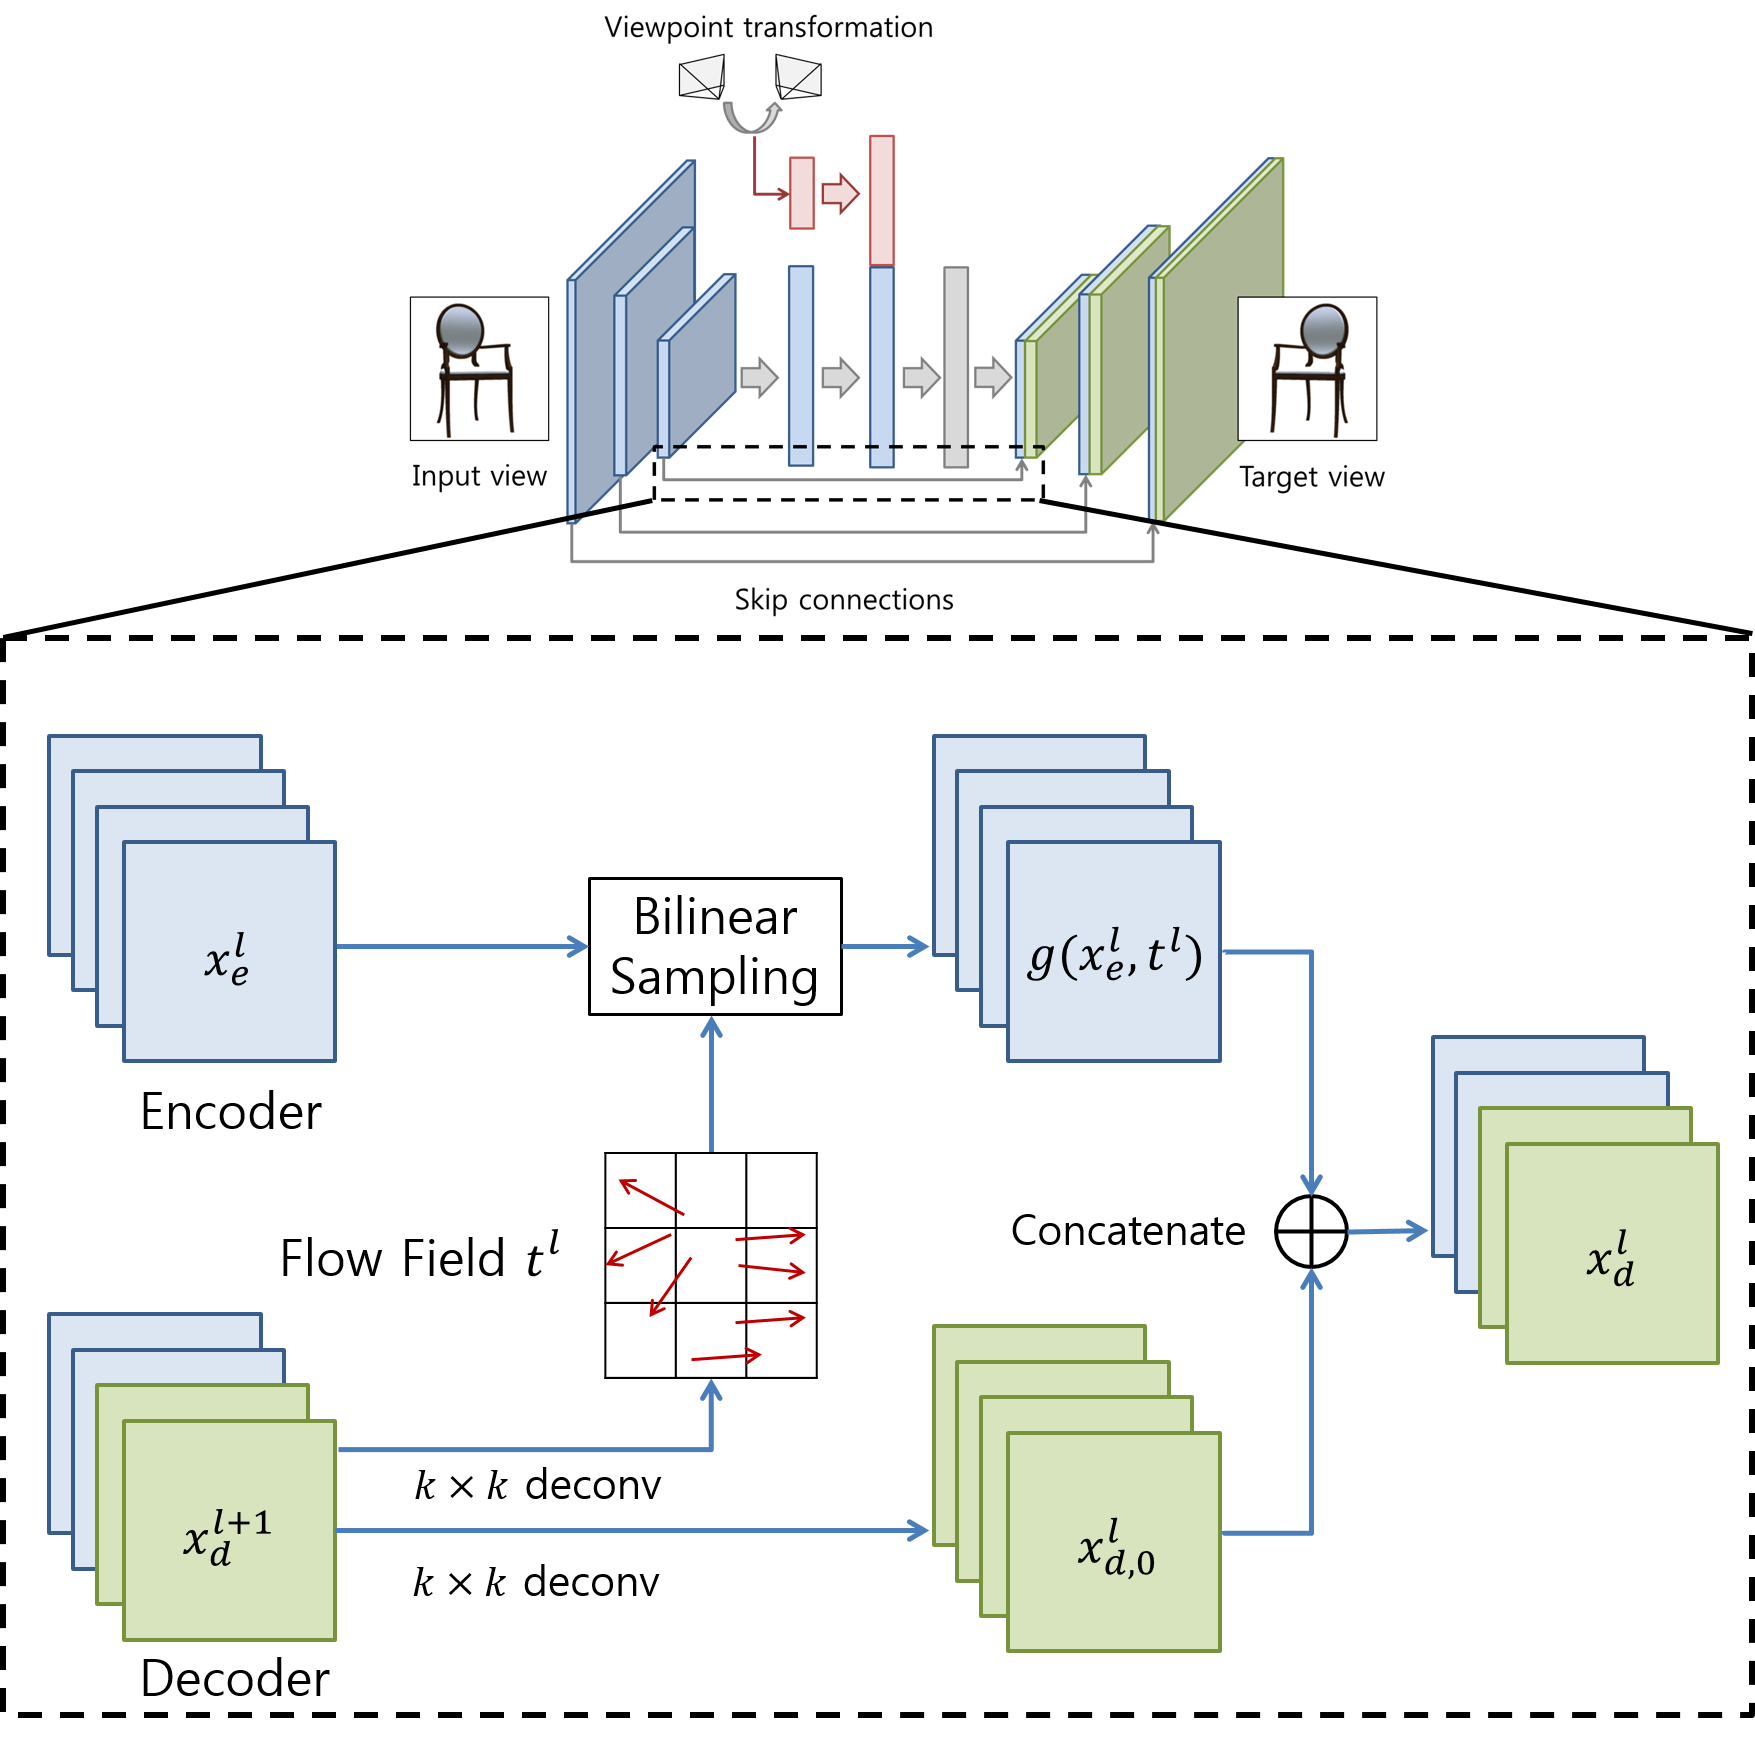 Viewpoint transformation
Input view
Target view
Skip connections
$x_e^l$
Bilinear
Sampling
$g(x_e^l, t^l)$
Encoder
Flow Field $t^l$
Concatenate
$x_d^l$
$x_d^{l+1}$
$k \times k$ deconv
$k \times k$ deconv
$x_{d,0}^l$
Decoder